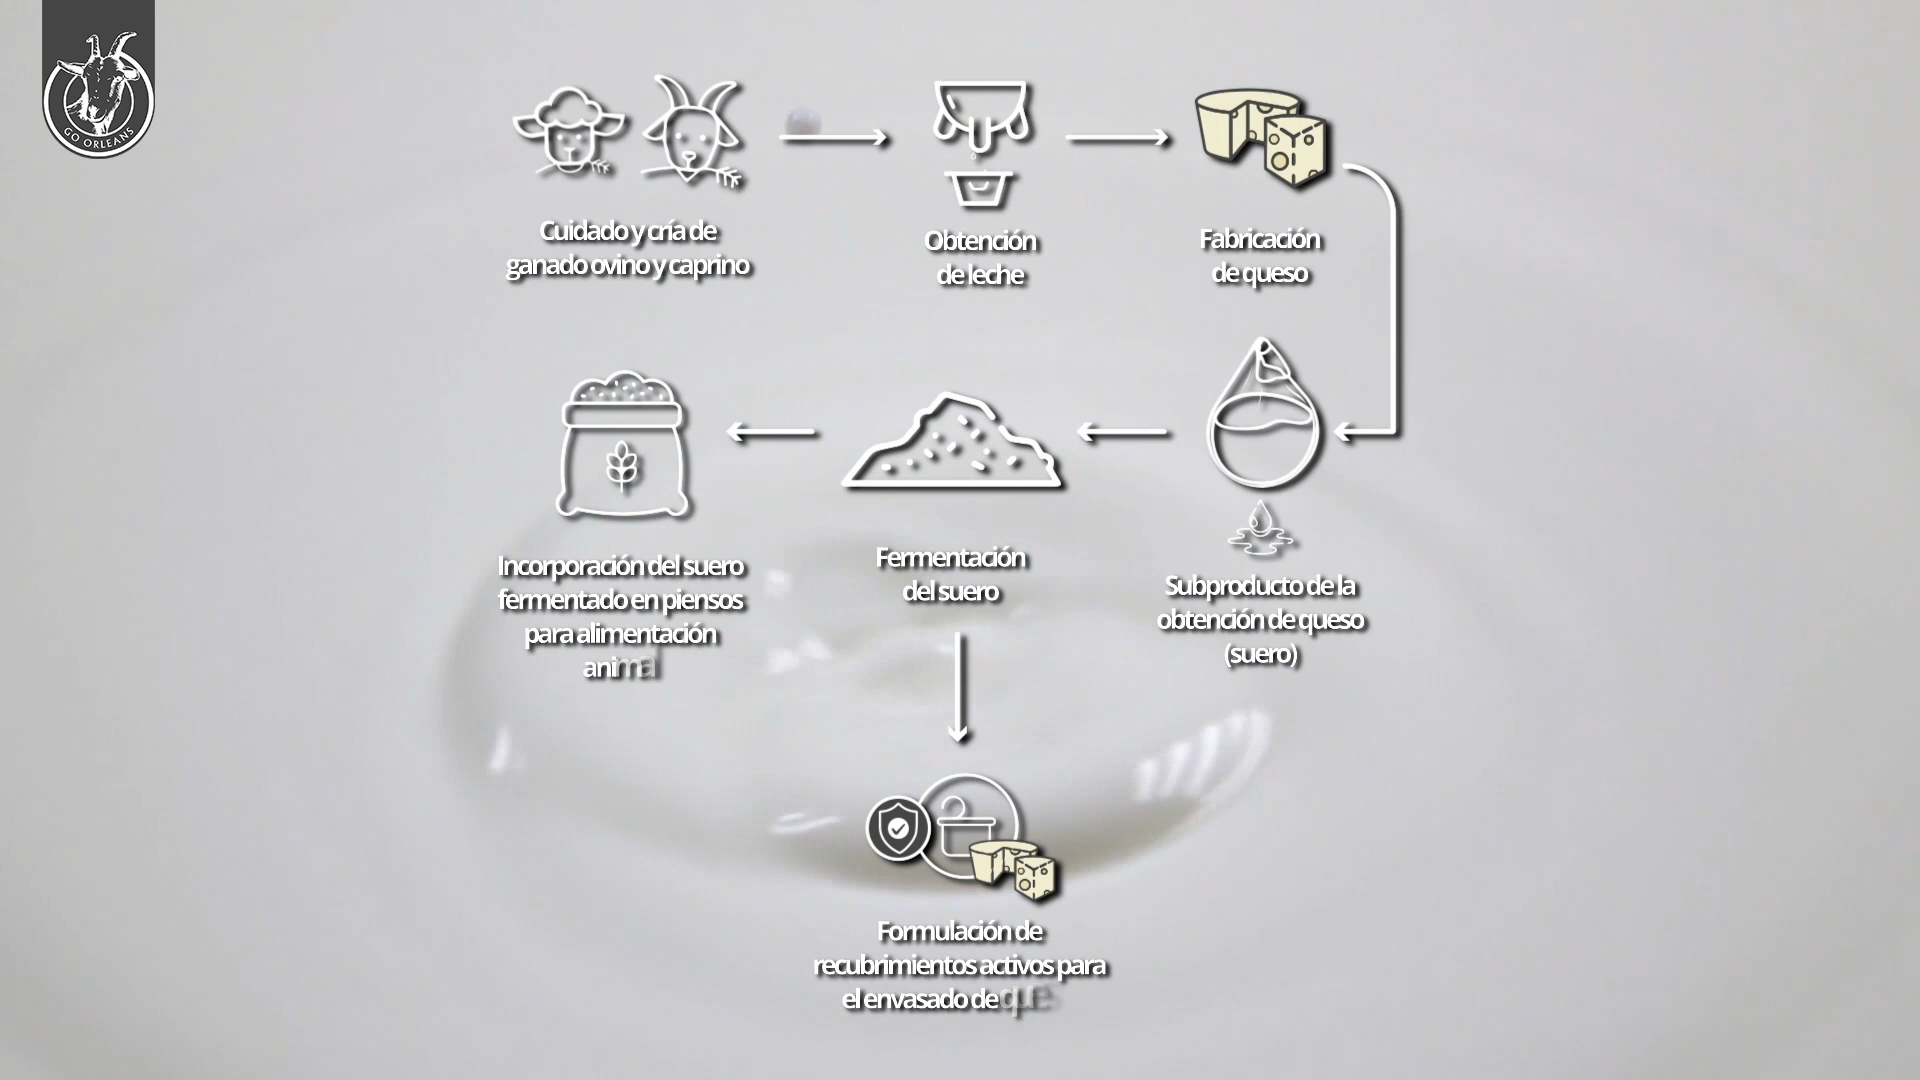 GO ORLEANS
Cuidado y cría de
ganado ovino y caprino
Obtención
de leche
Fabricación
de queso
Incorporación del suero
fermentado en piensos
para alimentación
animal
Fermentación
del suero
Subproducto de la
obtención de queso
(suero)
Formulación de
recubrimientos activos para
el envasado de